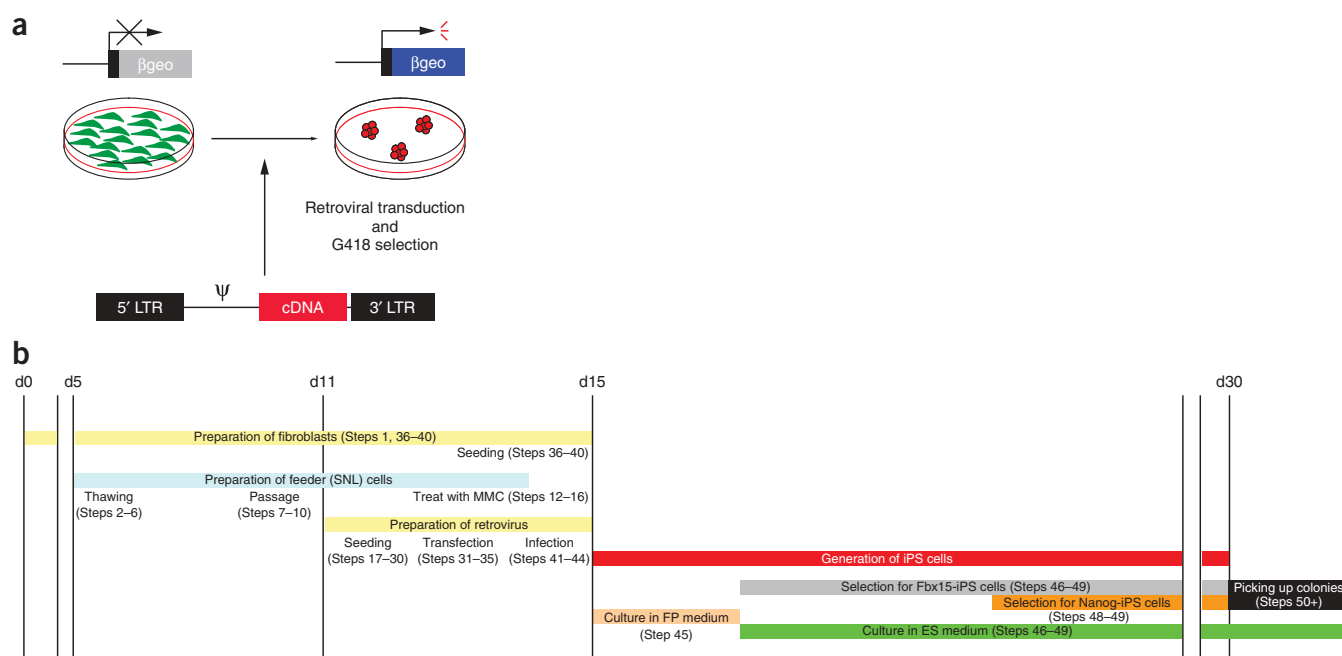 a
βgeo
βgeo
Retroviral transduction
and
G418 selection
ψ
5′ LTR
cDNA
3′ LTR
b
d0
d5
d11
d15
d30
Preparation of fibroblasts (Steps 1, 36–40)
Seeding (Steps 36–40)
Preparation of feeder (SNL) cells
Thawing
(Steps 2–6)
Passage
(Steps 7–10)
Treat with MMC (Steps 12–16)
Preparation of retrovirus
Seeding
(Steps 17–30)
Transfection
(Steps 31–35)
Infection
(Steps 41–44)
Generation of iPS cells
Selection for Fbx15-iPS cells (Steps 46–49)
Picking up colonies
(Steps 50+)
Selection for Nanog-iPS cells
(Steps 48–49)
Culture in FP medium
(Step 45)
Culture in ES medium (Steps 46–49)